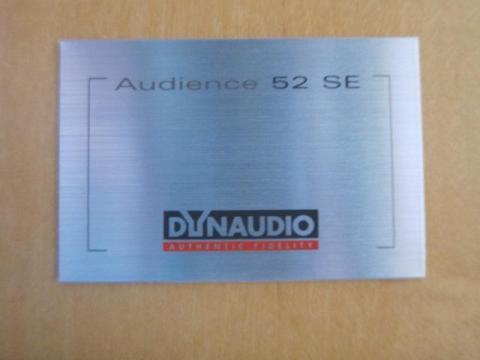 Audience 52 SE
DYNAUDIO
AUTHENTIC FIDELITY